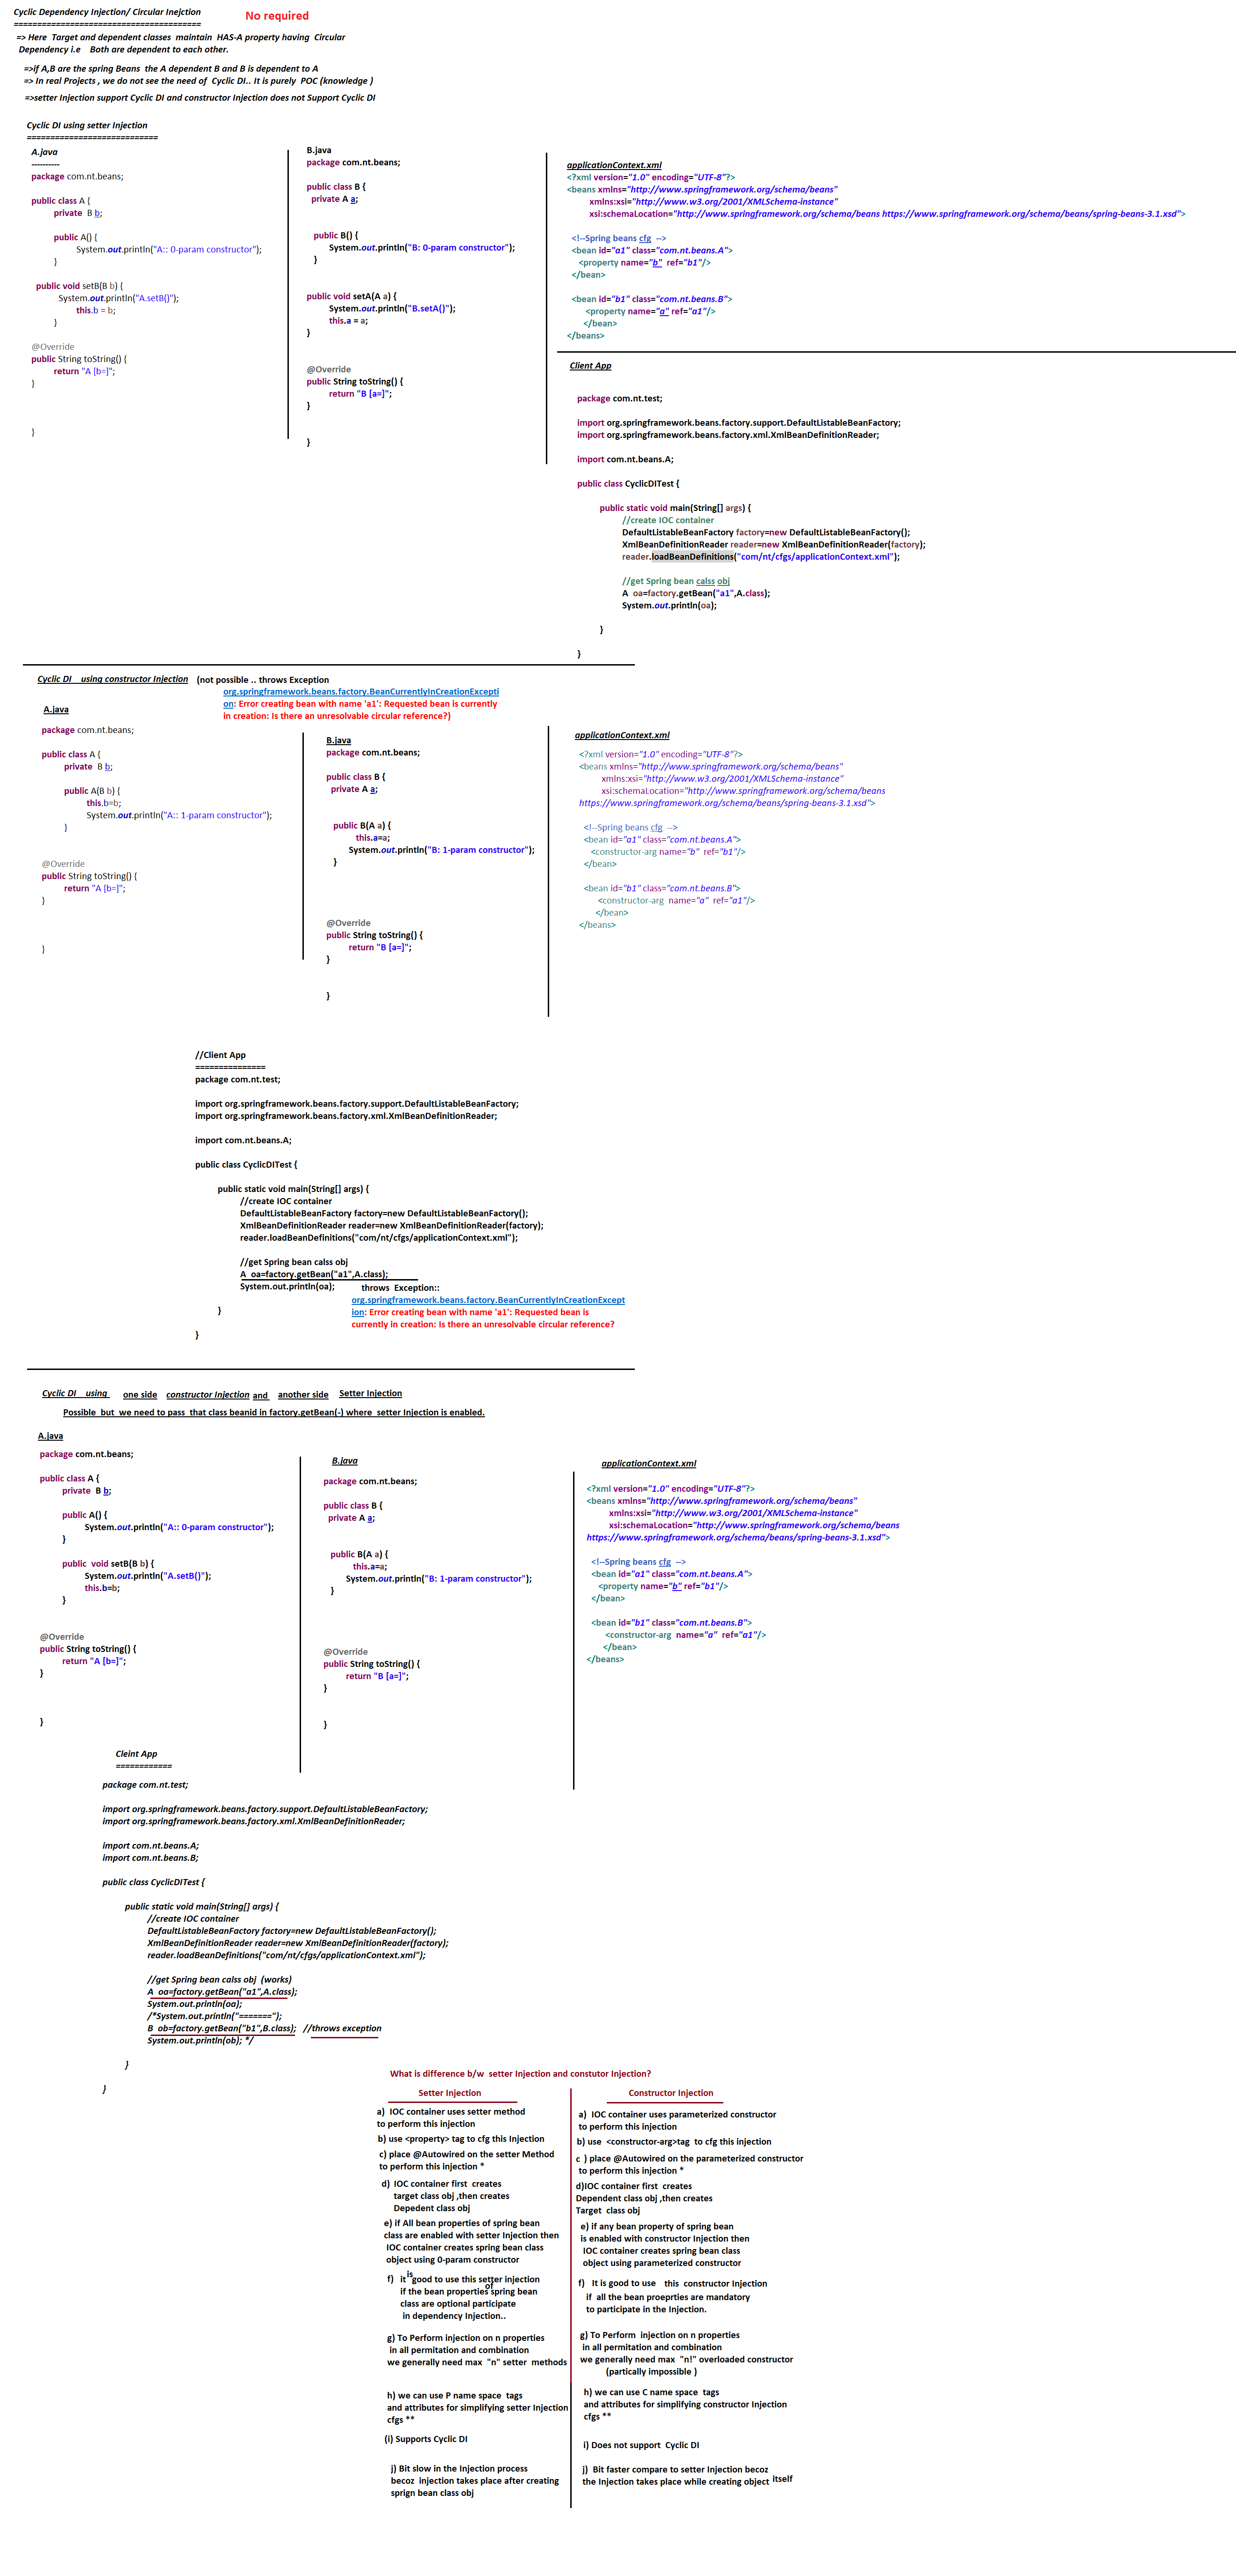 Cyclic Dependency Injection/ Circular Inejction
No required
========================================
=> Here Target and dependent classes maintain HAS-A property having Circular
Dependency i.e Both are dependent to each other.
=>if A,B are the spring Beans the A dependent B and B is dependent to A
=> In real Projects , we do not see the need of Cyclic DI.. It is purely POC (knowledge )
=>setter Injection support Cyclic DI and constructor Injection does not Support Cyclic DI
Cyclic DI using setter Injection
============================
A.java
----------
package com.nt.beans;
public class A {
private B b;
public A() {
System.out.println("A:: 0-param constructor");
}
public void setB(B b) {
System.out.println("A.setB()");
this.b = b;
}
@Override
public String toString() {
return "A [b=]";
}
}
B.java
package com.nt.beans;
public class B {
private A a;
public B() {
System.out.println("B: 0-param constructor");
}
public void setA(A a) {
System.out.println("B.setA()");
this.a = a;
}
@Override
public String toString() {
return "B [a=]";
}
}
applicationContext.xml
<?xml version="1.0" encoding="UTF-8"?>
<beans xmlns="http://www.springframework.org/schema/beans"
xmlns:xsi="http://www.w3.org/2001/XMLSchema-instance"
xsi:schemaLocation="http://www.springframework.org/schema/beans https://www.springframework.org/schema/beans/spring-beans-3.1.xsd">
<!--Spring beans cfg -->
<bean id="a1" class="com.nt.beans.A">
<property name="b" ref="b1"/>
</bean>
<bean id="b1" class="com.nt.beans.B">
<property name="a" ref="a1"/>
</bean>
</beans>
Client App
package com.nt.test;
import org.springframework.beans.factory.support.DefaultListableBeanFactory;
import org.springframework.beans.factory.xml.XmlBeanDefinitionReader;
import com.nt.beans.A;
public class CyclicDITest {
public static void main(String[] args) {
//create IOC container
DefaultListableBeanFactory factory=new DefaultListableBeanFactory();
XmlBeanDefinitionReader reader=new XmlBeanDefinitionReader(factory);
reader.loadBeanDefinitions("com/nt/cfgs/applicationContext.xml");
//get Spring bean calss obj
A oa=factory.getBean("a1",A.class);
System.out.println(oa);
}
}
Cyclic DI using constructor Injection (not possible .. throws Exception
org.springframework.beans.factory.BeanCurrentlyInCreationExcepti
on: Error creating bean with name 'a1': Requested bean is currently
in creation: Is there an unresolvable circular reference?)
A.java
package com.nt.beans;
public class A {
private B b;
public A(B b) {
this.b=b;
System.out.println("A:: 1-param constructor");
}
@Override
public String toString() {
return "A [b=]";
}
}
B.java
package com.nt.beans;
public class B {
private A a;
public B(A a) {
this.a=a;
System.out.println("B: 1-param constructor");
}
@Override
public String toString() {
return "B [a=]";
}
}
applicationContext.xml
<?xml version="1.0" encoding="UTF-8"?>
<beans xmlns="http://www.springframework.org/schema/beans"
xmlns:xsi="http://www.w3.org/2001/XMLSchema-instance"
xsi:schemaLocation="http://www.springframework.org/schema/beans
https://www.springframework.org/schema/beans/spring-beans-3.1.xsd">
<!--Spring beans cfg -->
<bean id="a1" class="com.nt.beans.A">
<constructor-arg name="b" ref="b1"/>
</bean>
<bean id="b1" class="com.nt.beans.B">
<constructor-arg name="a" ref="a1"/>
</bean>
</beans>
//Client App
===============
package com.nt.test;
import org.springframework.beans.factory.support.DefaultListableBeanFactory;
import org.springframework.beans.factory.xml.XmlBeanDefinitionReader;
import com.nt.beans.A;
public class CyclicDITest {
public static void main(String[] args) {
//create IOC container
DefaultListableBeanFactory factory=new DefaultListableBeanFactory();
XmlBeanDefinitionReader reader=new XmlBeanDefinitionReader(factory);
reader.loadBeanDefinitions("com/nt/cfgs/applicationContext.xml");
//get Spring bean calss obj
A oa=factory.getBean("a1",A.class);
System.out.println(oa); throws Exception::
org.springframework.beans.factory.BeanCurrentlyInCreationExcept
ion: Error creating bean with name 'a1': Requested bean is
currently in creation: Is there an unresolvable circular reference?
}
}
Cyclic DI using one side constructor Injection and another side Setter Injection
Possible but we need to pass that class beanid in factory.getBean(-) where setter Injection is enabled.
A.java
package com.nt.beans;
public class A {
private B b;
public A() {
System.out.println("A:: 0-param constructor");
}
public void setB(B b) {
System.out.println("A.setB()");
this.b=b;
}
@Override
public String toString() {
return "A [b=]";
}
}
B.java
package com.nt.beans;
public class B {
private A a;
public B(A a) {
this.a=a;
System.out.println("B: 1-param constructor");
}
@Override
public String toString() {
return "B [a=]";
}
}
applicationContext.xml
<?xml version="1.0" encoding="UTF-8"?>
<beans xmlns="http://www.springframework.org/schema/beans"
xmlns:xsi="http://www.w3.org/2001/XMLSchema-instance"
xsi:schemaLocation="http://www.springframework.org/schema/beans
https://www.springframework.org/schema/beans/spring-beans-3.1.xsd">
<!--Spring beans cfg -->
<bean id="a1" class="com.nt.beans.A">
<property name="b" ref="b1"/>
</bean>
<bean id="b1" class="com.nt.beans.B">
<constructor-arg name="a" ref="a1"/>
</bean>
</beans>
Cleint App
============
package com.nt.test;
import org.springframework.beans.factory.support.DefaultListableBeanFactory;
import org.springframework.beans.factory.xml.XmlBeanDefinitionReader;
import com.nt.beans.A;
import com.nt.beans.B;
public class CyclicDITest {
public static void main(String[] args) {
//create IOC container
DefaultListableBeanFactory factory=new DefaultListableBeanFactory();
XmlBeanDefinitionReader reader=new XmlBeanDefinitionReader(factory);
reader.loadBeanDefinitions("com/nt/cfgs/applicationContext.xml");
//get Spring bean calss obj (works)
A oa=factory.getBean("a1",A.class);
System.out.println(oa);
/*System.out.println("=======");
B ob=factory.getBean("b1",B.class); //throws exception
System.out.println(ob); */
}
}
What is difference b/w setter Injection and constutor Injection?
Setter Injection
a) IOC container uses setter method
to perform this injection
b) use <property> tag to cfg this Injection
c) place @Autowired on the setter Method
to perform this injection *
d) IOC container first creates
target class obj ,then creates
Depedent class obj
e) if All bean properties of spring bean
class are enabled with setter Injection then
IOC container creates spring bean class
object using 0-param constructor
f) it is good to use this setter injection
if the bean properties of spring bean
class are optional participate
in dependency Injection..
g) To Perform injection on n properties
in all permitation and combination
we generally need max "n" setter methods
h) we can use P name space tags
and attributes for simplifying setter Injection
cfgs **
(i) Supports Cyclic DI
j) Bit slow in the Injection process
becoz injection takes place after creating
sprign bean class obj
Constructor Injection
a) IOC container uses parameterized constructor
to perform this injection
b) use <constructor-arg>tag to cfg this injection
c ) place @Autowired on the parameterized constructor
to perform this injection *
d)IOC container first creates
Dependent class obj ,then creates
Target class obj
e) if any bean property of spring bean
is enabled with constructor Injection then
IOC container creates spring bean class
object using parameterized constructor
f) It is good to use this constructor Injection
if all the bean proeprties are mandatory
to participate in the Injection.
g) To Perform injection on n properties
in all permitation and combination
we generally need max "n!" overloaded constructor
(partically impossible )
h) we can use C name space tags
and attributes for simplifying constructor Injection
cfgs **
i) Does not support Cyclic DI
j) Bit faster compare to setter Injection becoz
the Injection takes place while creating object itself